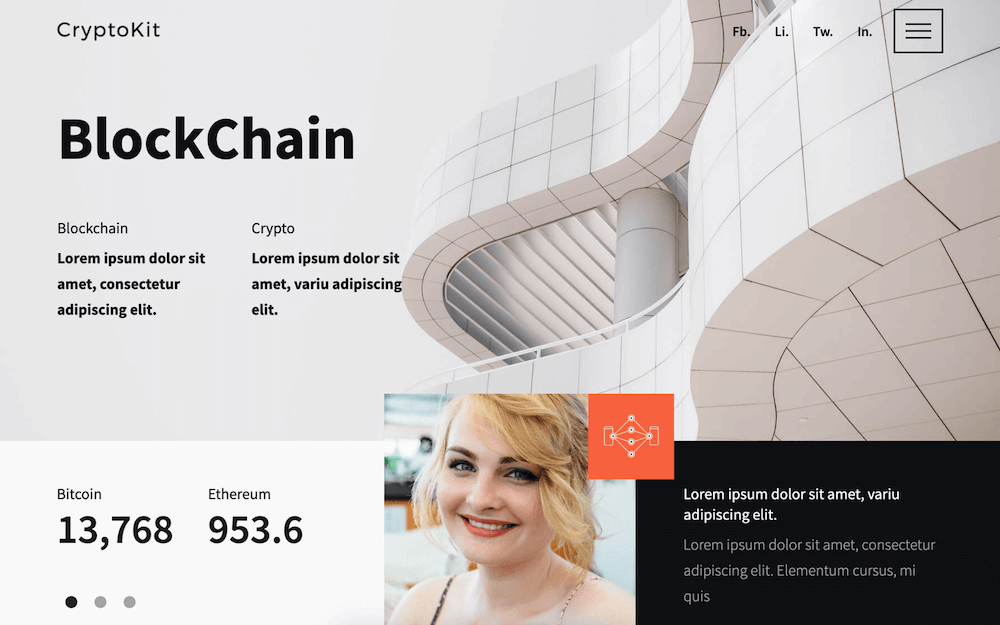 CryptoKit
Fb. Li. Tw. In.
BlockChain
Blockchain
Lorem ipsum dolor sit
amet, consectetur
adipiscing elit.
Crypto
Lorem ipsum dolor sit
amet, variu adipiscing
elit.
Bitcoin
13,768
Ethereum
953.6
Lorem ipsum dolor sit amet, variu
adipiscing elit.
Lorem ipsum dolor sit amet, consectetur
adipiscing elit. Elementum cursus, mi
quis